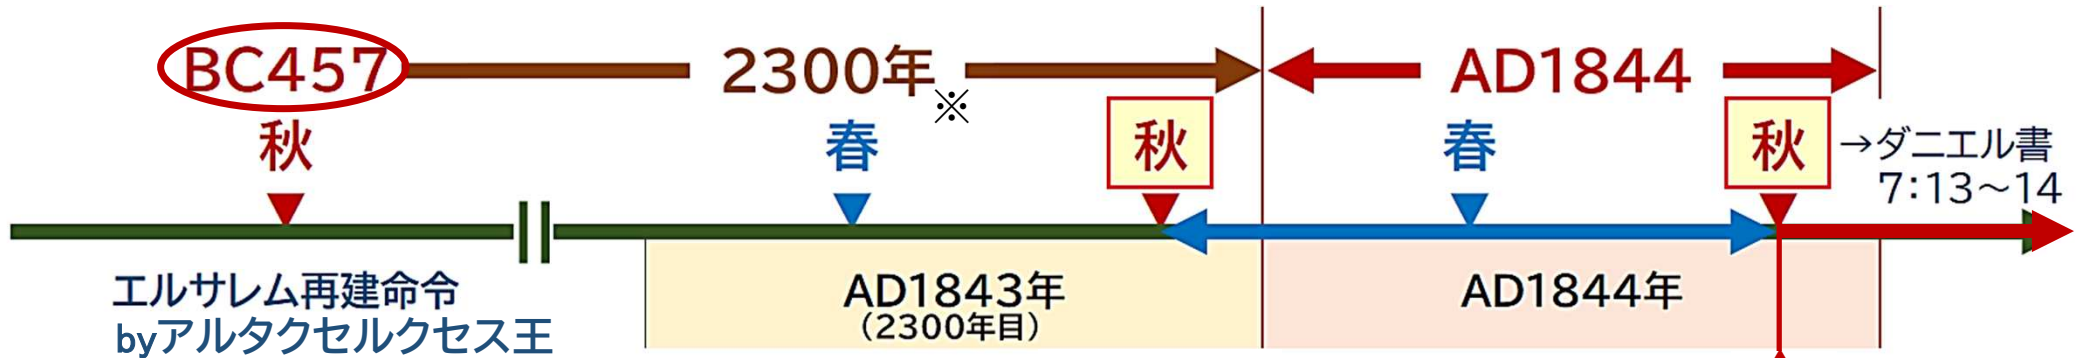 BC457
2300年
※
AD1844
秋
春
秋
春
秋
→ダニエル書
7:13～14
エルサレム再建命令
byアルタクセルクセス王
AD1843年
（2300年目）
AD1844年